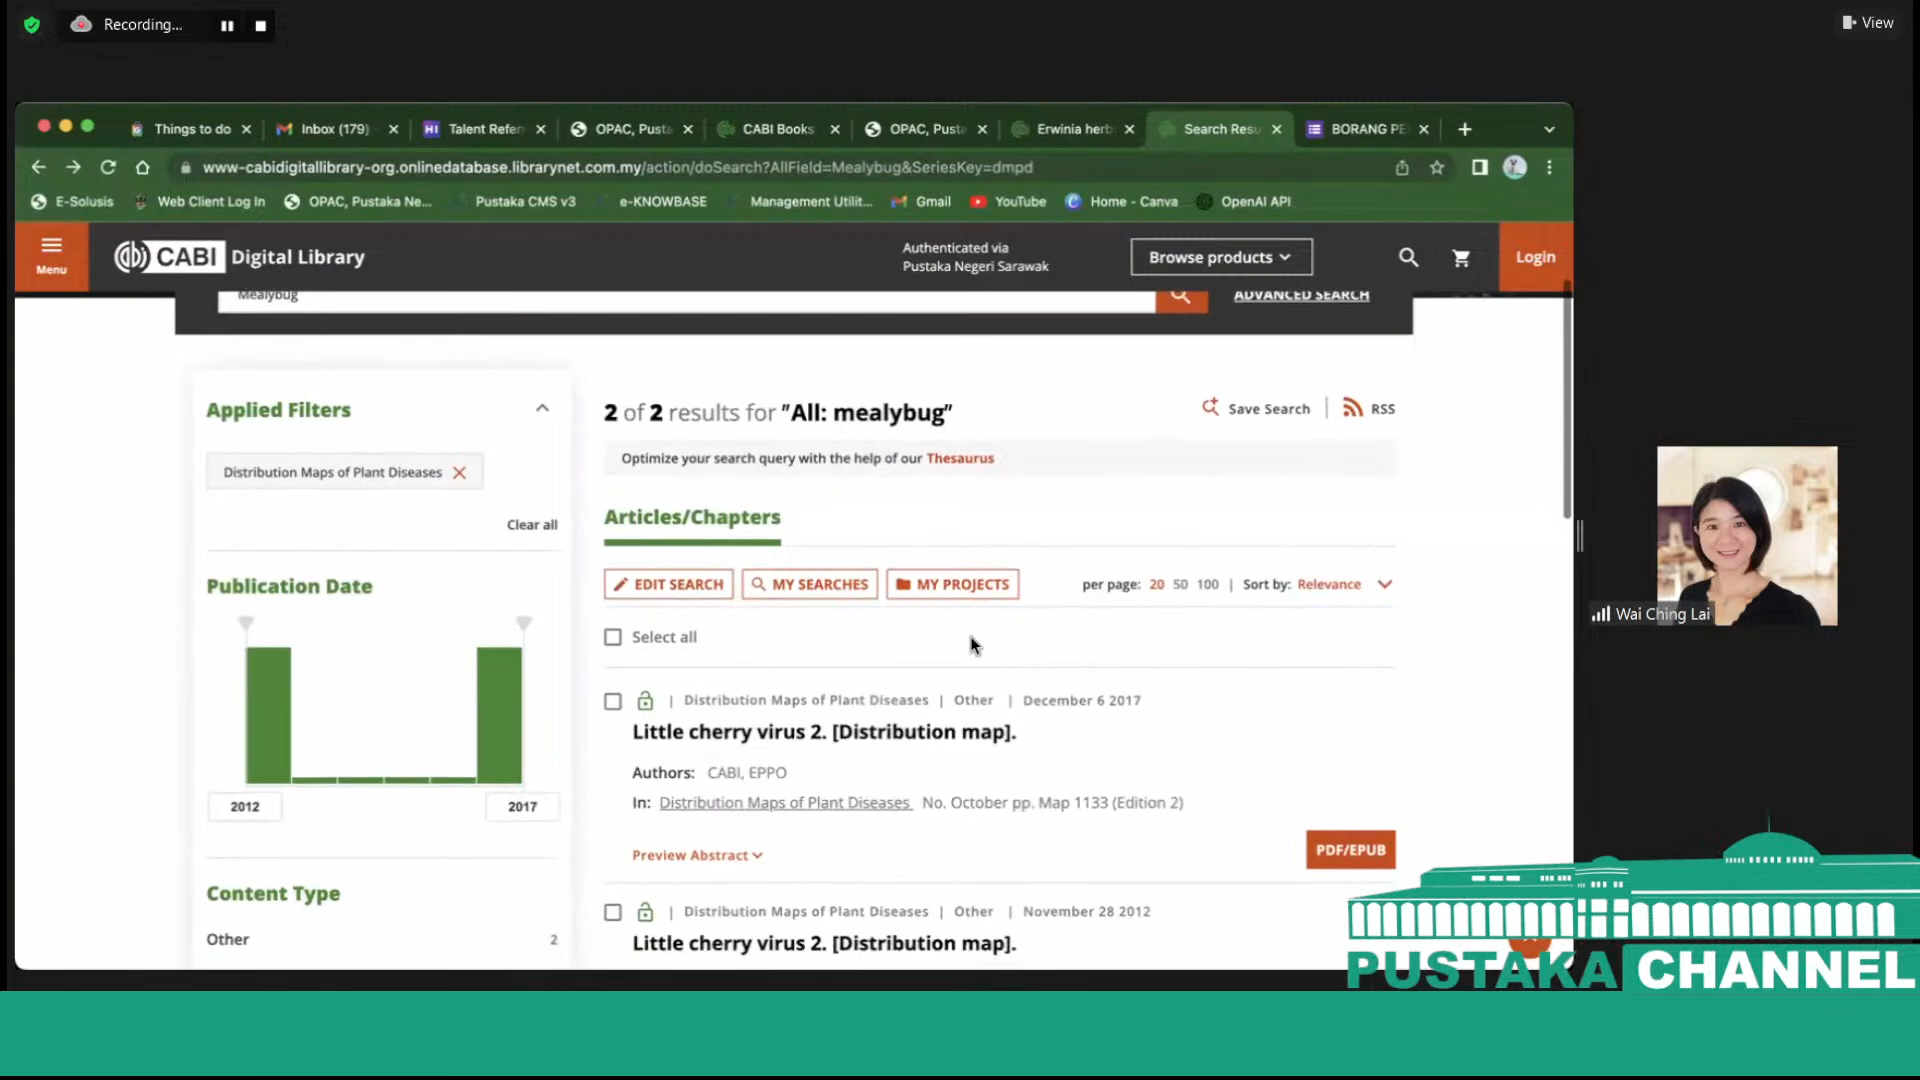 Recording...
View
Things to do
Inbox (179)
HI Talent Refer
OPAC, Pusta
CABI Books
OPAC, Pusta
Erwinia herb
Search Resu
BORANG PE
www-cabidigitallibrary-org.onlinedatabase.librarynet.com.my/action/doSearch?AllField=Mealybug&SeriesKey=dmpd
E-Solusis
Web Client Log In
OPAC, Pustaka Ne...
Pustaka CMS v3
e-KNOWBASE
Management Utilit...
Gmail
YouTube
Home - Canva
OpenAI API
Menu
CABI Digital Library
Authenticated via
Pustaka Negeri Sarawak
Browse products
Login
Mealybug
ADVANCED SEARCH
Applied Filters
Distribution Maps of Plant Diseases
Clear all
Publication Date
2012
2017
Content Type
Other 2
2 of 2 results for "All: mealybug"
Save Search | RSS
Optimize your search query with the help of our Thesaurus
Articles/Chapters
EDIT SEARCH
MY SEARCHES
MY PROJECTS
per page: 20 50 100 | Sort by: Relevance
Select all
| Distribution Maps of Plant Diseases | Other | December 6 2017
Little cherry virus 2. [Distribution map].
Authors: CABI, EPPO
In: Distribution Maps of Plant Diseases No. October pp. Map 1133 (Edition 2)
Preview Abstract
PDF/EPUB
| Distribution Maps of Plant Diseases | Other | November 28 2012
Little cherry virus 2. [Distribution map].
Wai Ching Lai
PUSTAKA CHANNEL